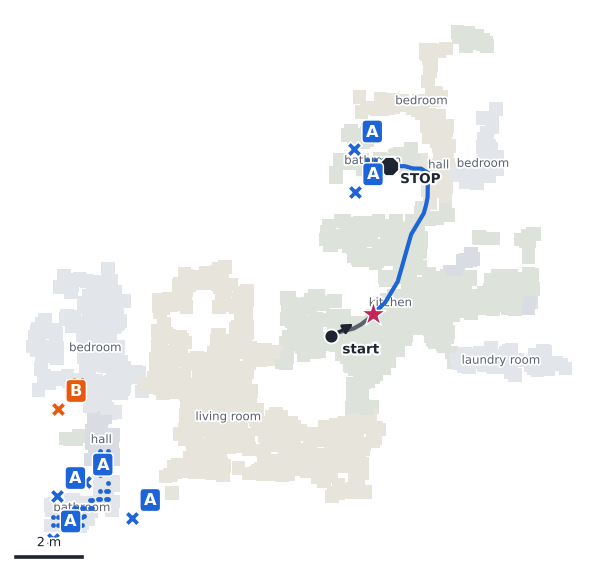 bedroom
A
bathroom
hall
bedroom
A
STOP
kitchen
start
bedroom
laundry room
B
living room
hall
A
A
A
bathroom
A
2 m